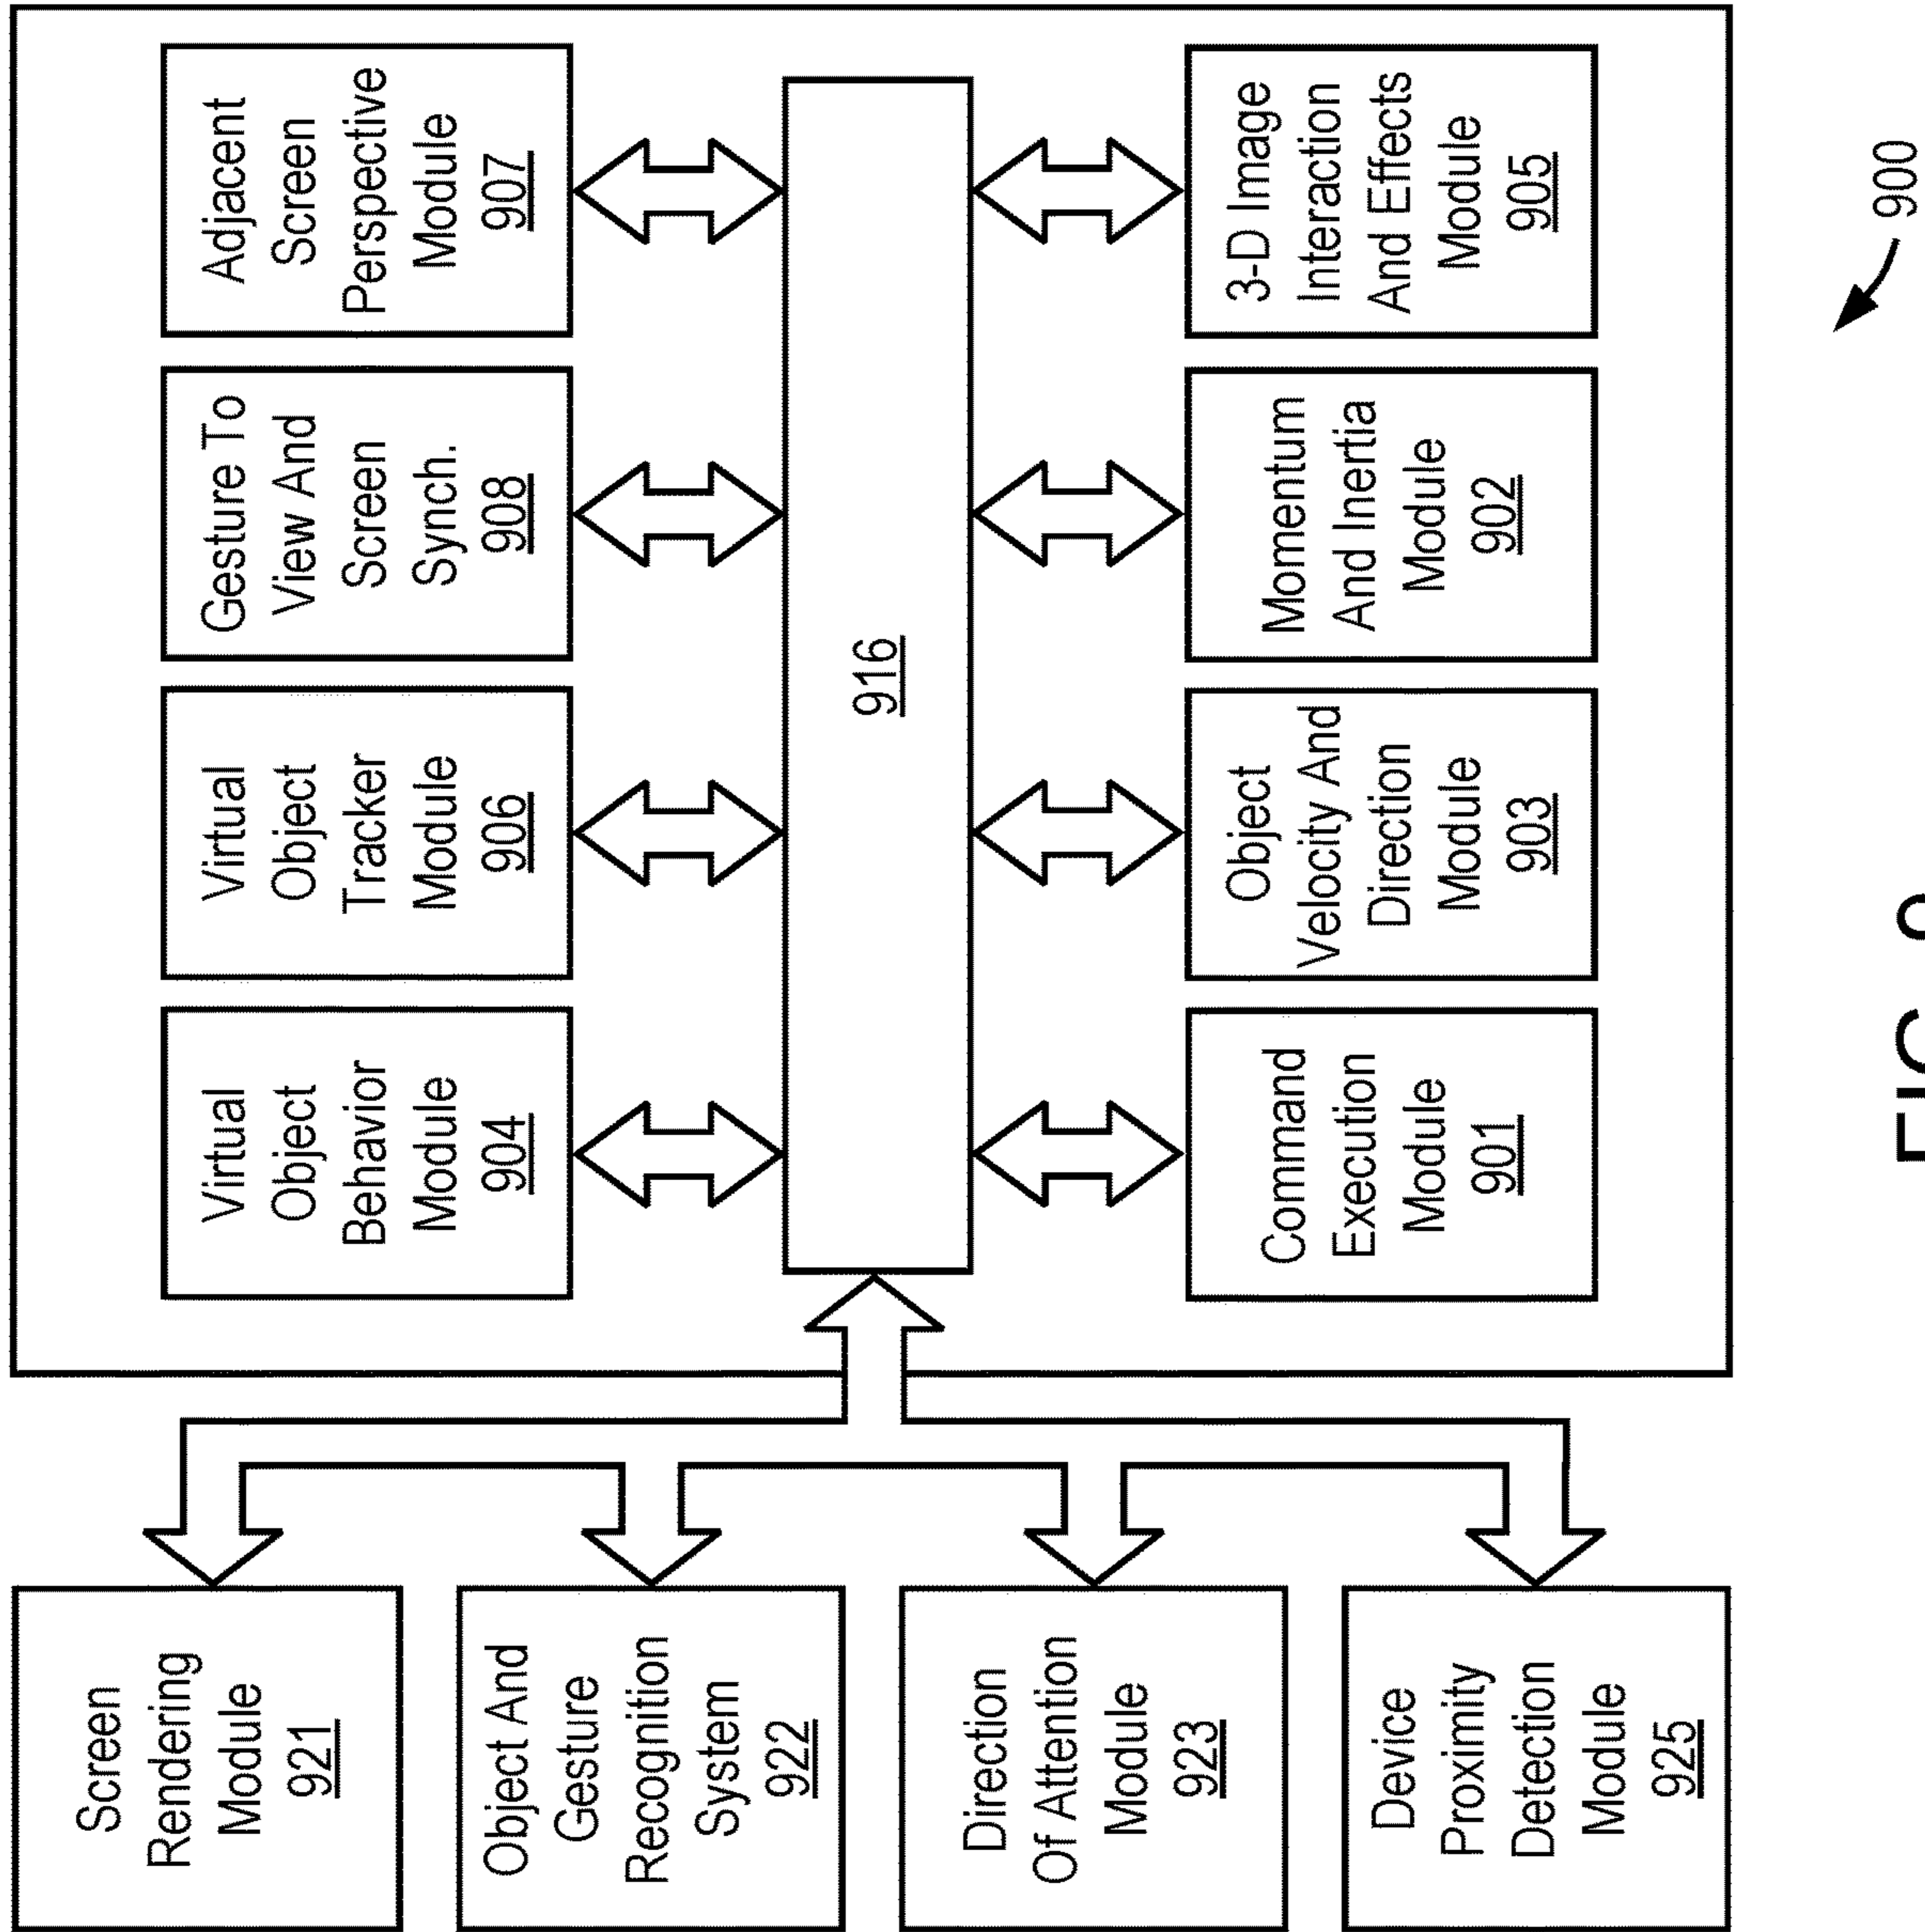 Screen
Rendering
Module
921
Object And
Gesture
Recognition
System
922
Direction
Of Attention
Module
923
Device
Proximity
Detection
Module
925
Virtual
Object
Behavior
Module
904
Virtual
Object
Tracker
Module
906
Gesture To
View And
Screen
Synch.
908
Adjacent
Screen
Perspective
Module
907
916
Command
Execution
Module
901
Object
Velocity And
Direction
Module
903
Momentum
And Inertia
Module
902
3-D Image
Interaction
And Effects
Module
905
900